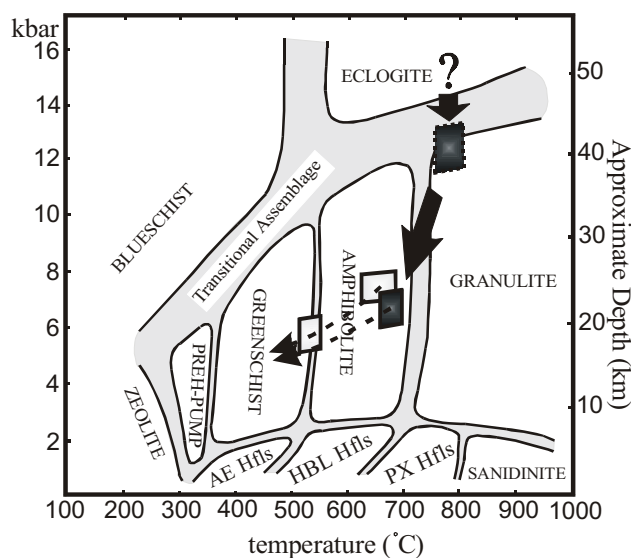 kbar
16
14
12
10
8
6
4
2
ECLOGITE
?
BLUESCHIST
Transitional Assemblage
GREENSCHIST
AMPHIBOLITE
GRANULITE
PREH-PUMP
ZEOLITE
AE Hfls
HBL Hfls
PX Hfls
SANIDINITE
50
40
30
20
10
Approximate Depth (km)
100 200 300 400 500 600 700 800 900 1000
temperature (°C)